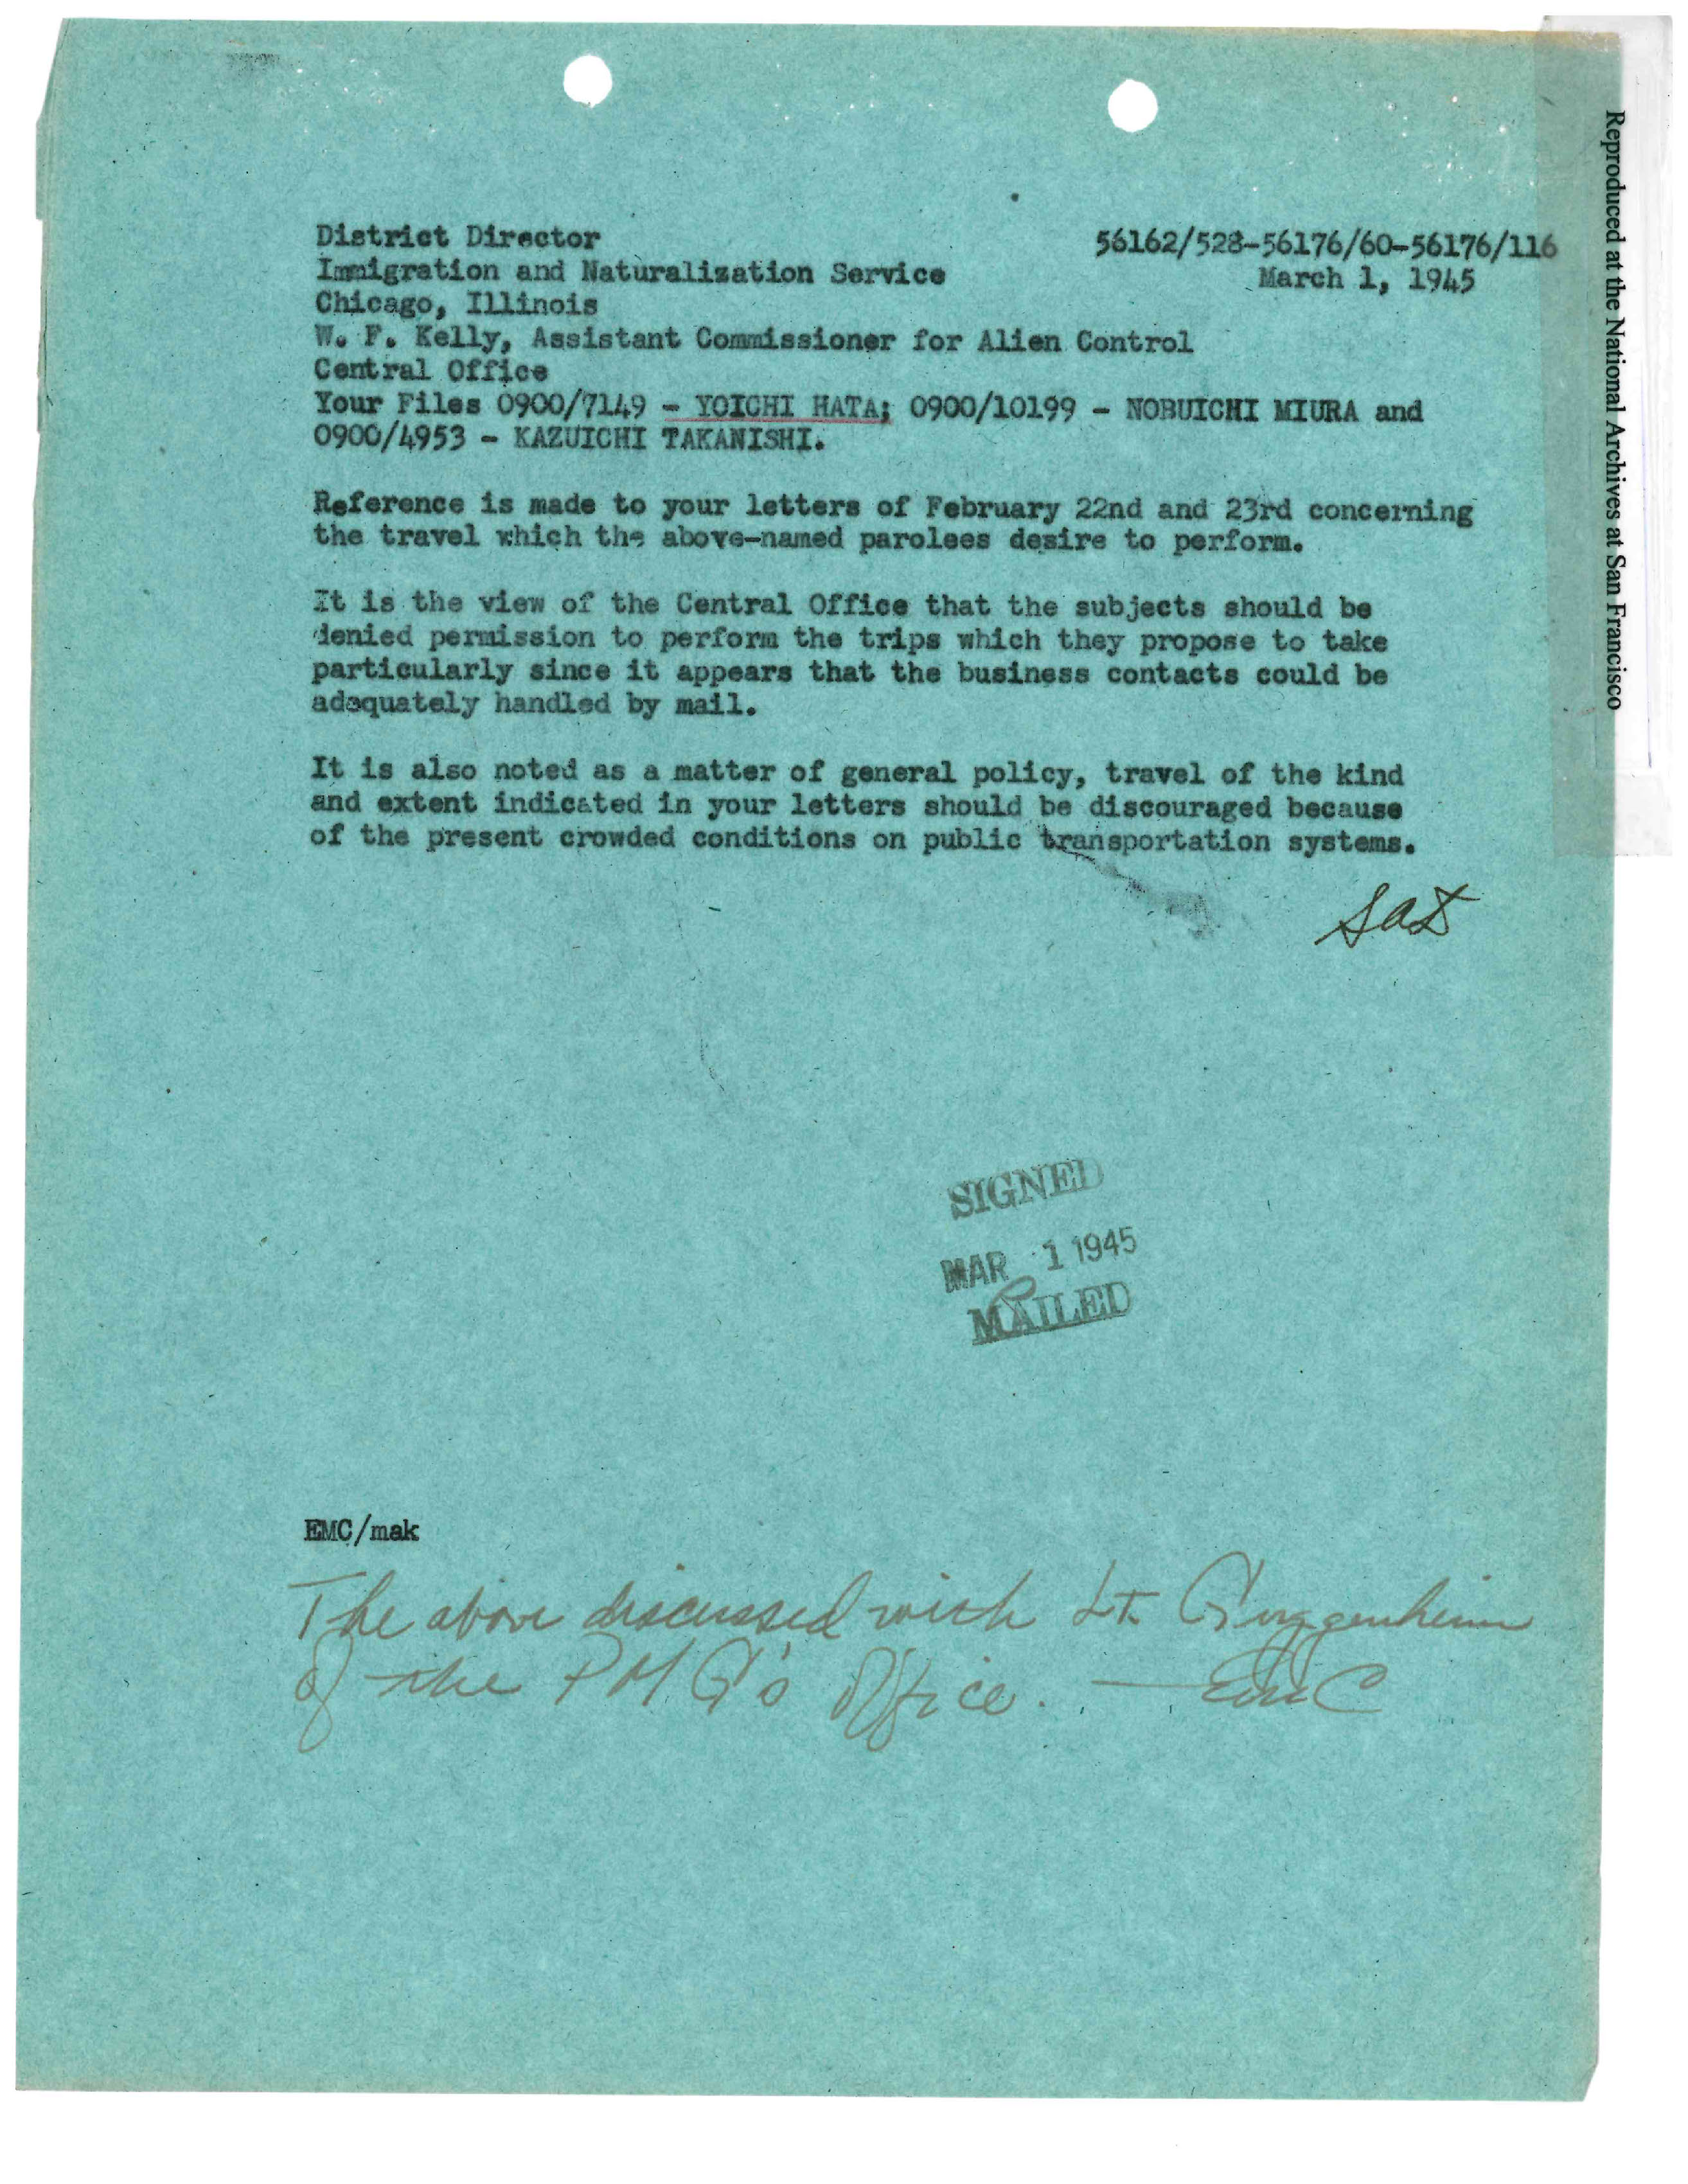 District Director 56162/528-56176/60-56176/116
Immigration and Naturalization Service March 1, 1945
Chicago, Illinois
W. F. Kelly, Assistant Commissioner for Alien Control
Central Office
Your Files 0900/7149 - YOICHI HATA; 0900/10199 - NOBUICHI MIURA and
0900/4953 - KAZUICHI TAKANISHI.
Reference is made to your letters of February 22nd and 23rd concerning
the travel which the above-named parolees desire to perform.
It is the view of the Central Office that the subjects should be
denied permission to perform the trips which they propose to take
particularly since it appears that the business contacts could be
adequately handled by mail.
It is also noted as a matter of general policy, travel of the kind
and extent indicated in your letters should be discouraged because
of the present crowded conditions on public transportation systems.
SIGNED
MAR 1 1945
MAILED
EMC/mak
The above discussed with Lt. Guggenheim
of the PMG's Office. — EMC
Reproduced at the National Archives at San Francisco